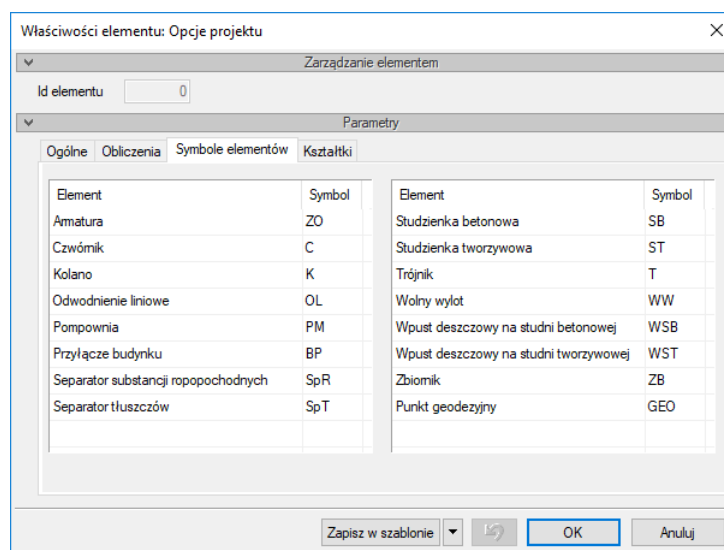 Właściwości elementu: Opcje projektu
Zarządzanie elementem
Id elementu 0
Parametry
Ogólne Obliczenia Symbole elementów Kształtki
Element Symbol Element Symbol
Armatura ZO Studzienka betonowa SB
Czwórnik C Studzienka tworzywowa ST
Kolano K Trójnik T
Odwodnienie liniowe OL Wolny wylot WW
Pompownia PM Wpust deszczowy na studni betonowej WSB
Przyłącze budynku BP Wpust deszczowy na studni tworzywowej WST
Separator substancji ropopochodnych SpR Zbiornik ZB
Separator tłuszczów SpT Punkt geodezyjny GEO
Zapisz w szablonie OK Anuluj